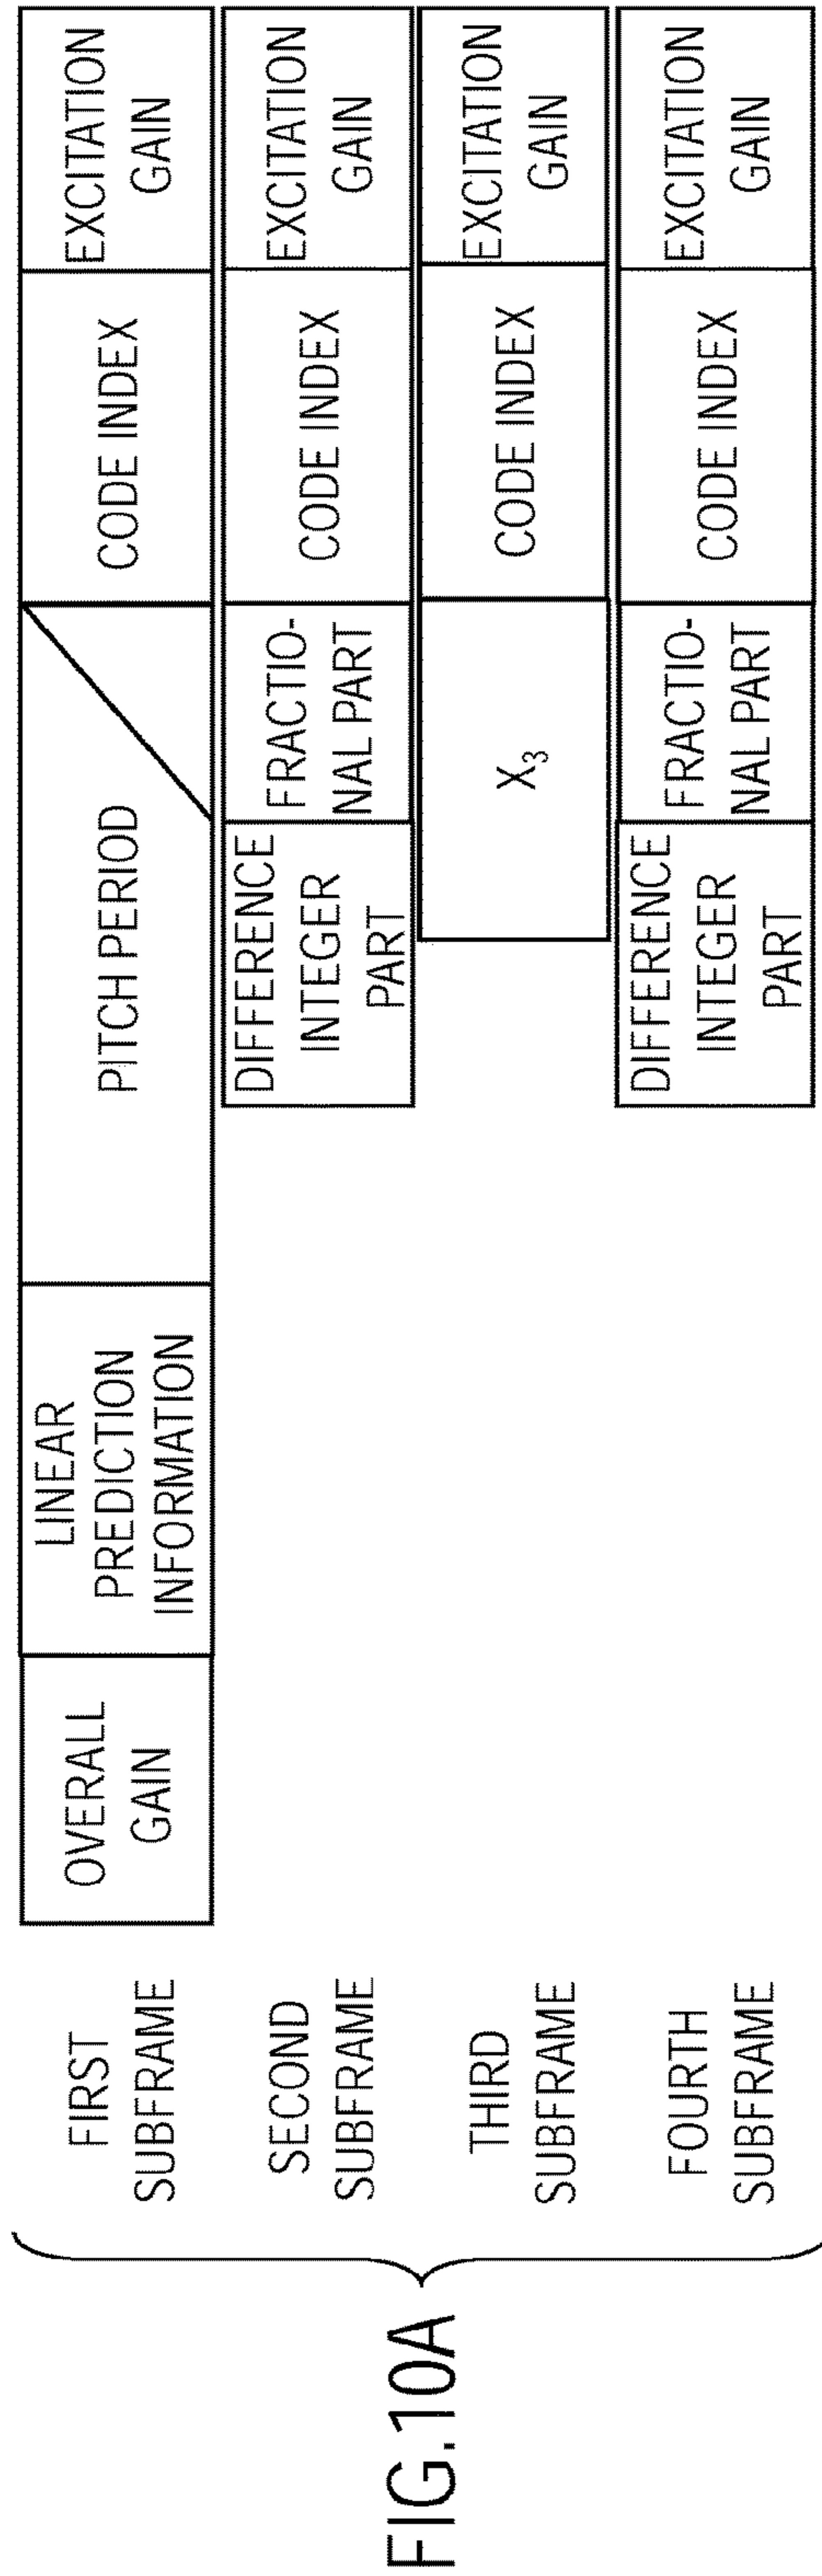 FIG.10A
FIRST
SUBFRAME
OVERALL
GAIN
LINEAR
PREDICTION
INFORMATION
PITCH PERIOD
CODE INDEX
EXCITATION
GAIN
SECOND
SUBFRAME
DIFFERENCE
INTEGER
PART
FRACTIO-
NAL PART
CODE INDEX
EXCITATION
GAIN
THIRD
SUBFRAME
X₃
CODE INDEX
EXCITATION
GAIN
FOURTH
SUBFRAME
DIFFERENCE
INTEGER
PART
FRACTIO-
NAL PART
CODE INDEX
EXCITATION
GAIN